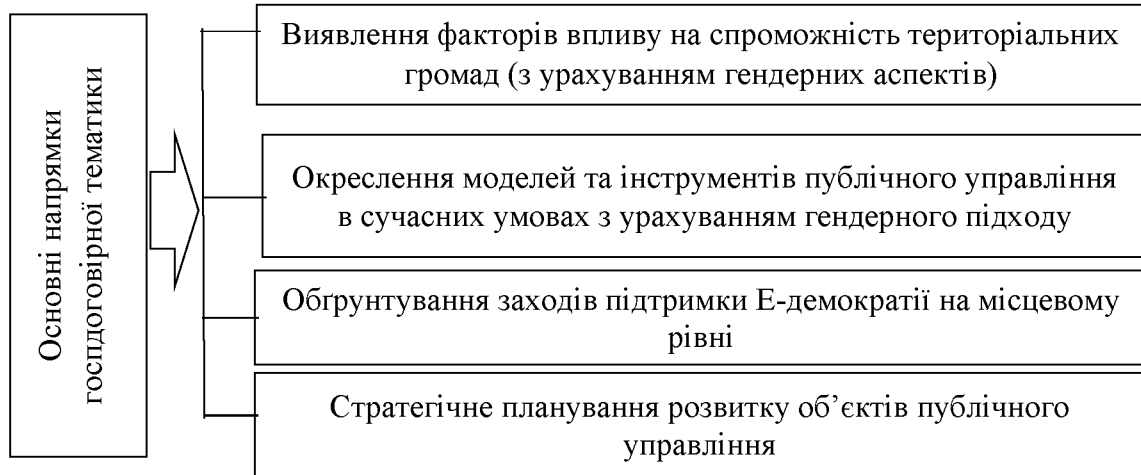 Основні напрямки
госпдоговірної тематики
Виявлення факторів впливу на спроможність територіальних
громад (з урахуванням гендерних аспектів)
Окреслення моделей та інструментів публічного управління
в сучасних умовах з урахуванням гендерного підходу
Обґрунтування заходів підтримки Е-демократії на місцевому
рівні
Стратегічне планування розвитку об’єктів публічного
управління